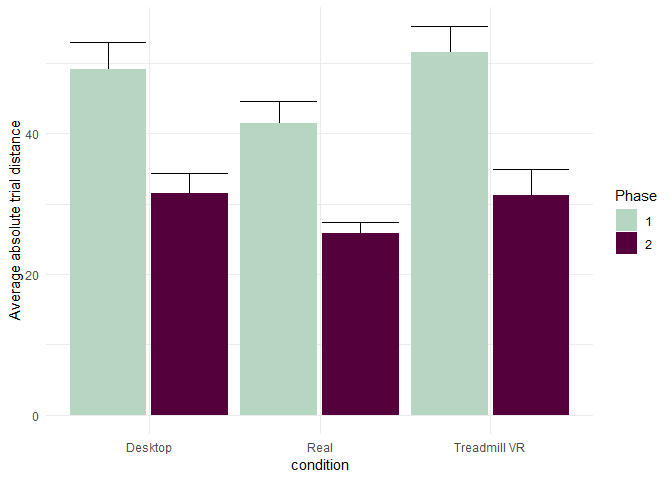 Average absolute trial distance
40
20
0
Desktop
Real
Treadmill VR
condition
Phase
1
2